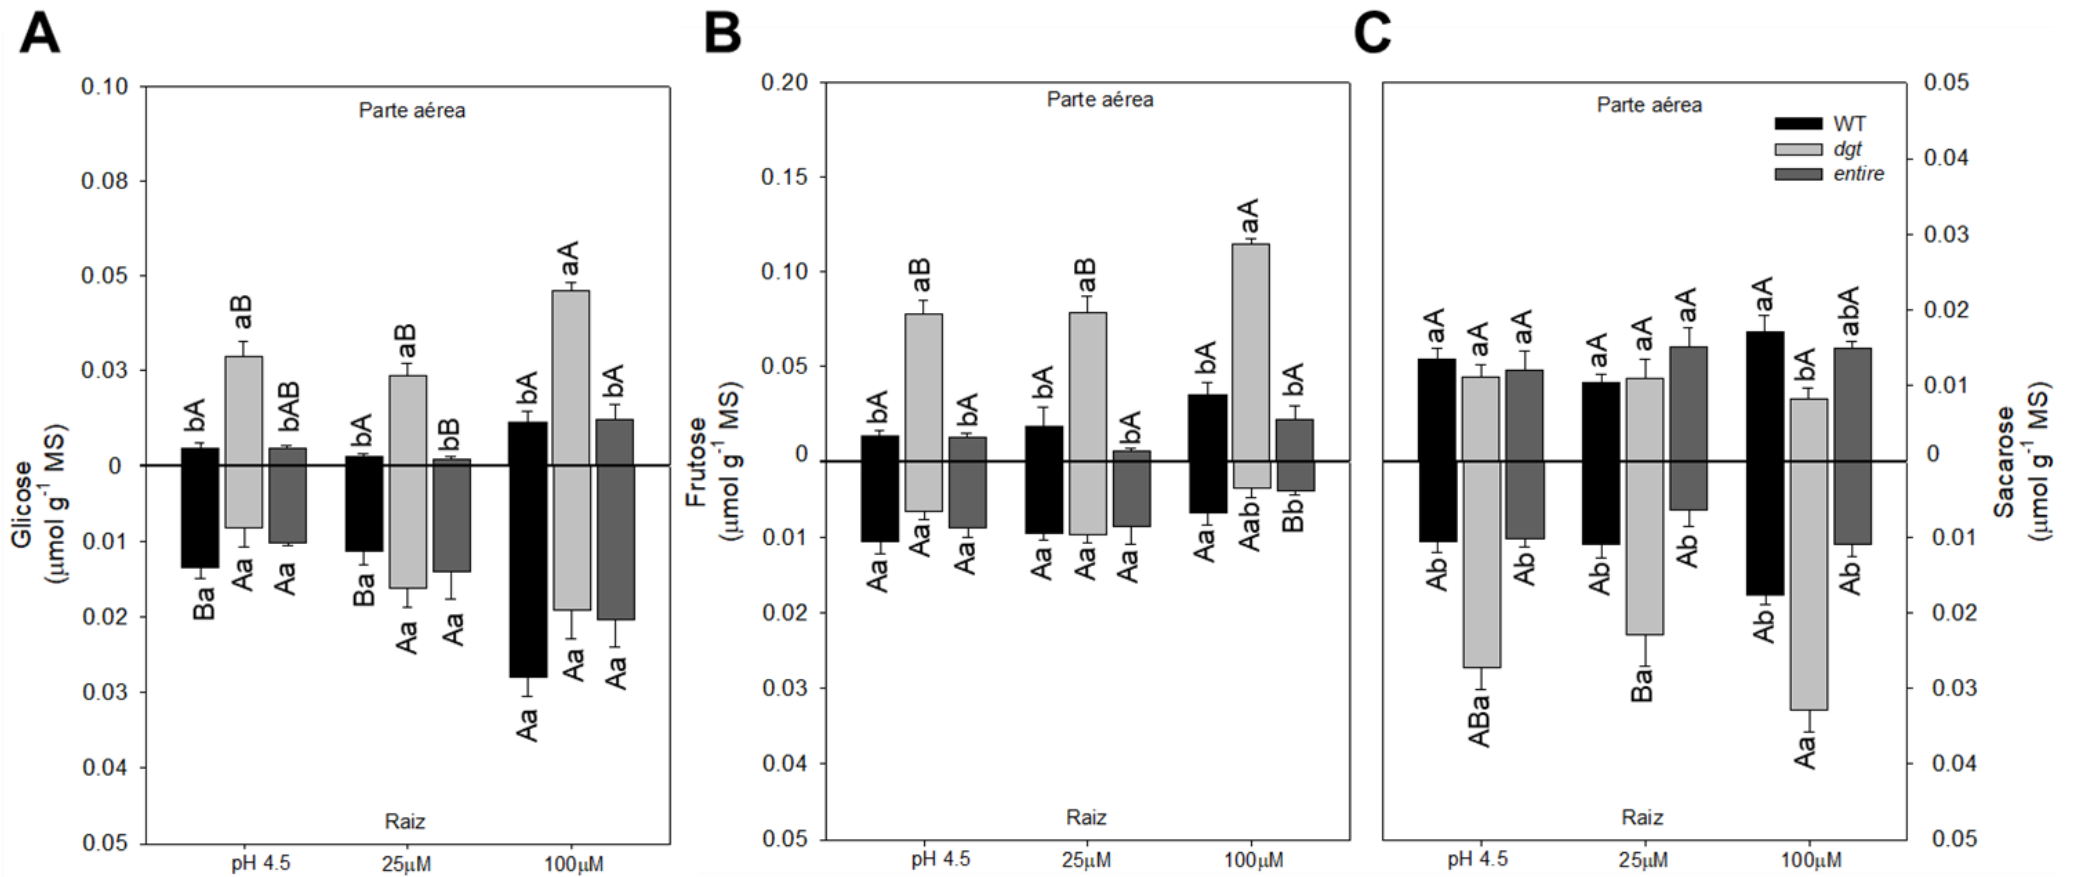 A
B
C
Glicose
(µmol g⁻¹ MS)
0.10
0.08
0.05
0.03
0
0.01
0.02
0.03
0.04
0.05
Parte aérea
bA
aB
bAB
bA
aB
bB
bA
aA
bA
Ba
Aa
Aa
Ba
Aa
Aa
Aa
Aa
Aa
Raiz
pH 4.5
25µM
100µM
Frutose
(µmol g⁻¹ MS)
0.20
0.15
0.10
0.05
0
0.01
0.02
0.03
0.04
0.05
Parte aérea
bA
aB
bA
bA
aB
bA
bA
aA
bA
Aa
Aa
Aa
Aa
Aa
Aa
Aa
Aab
Bb
Raiz
pH 4.5
25µM
100µM
Parte aérea
WT
dgt
entire
aA
aA
aA
aA
aA
aA
aA
bA
abA
Ab
ABa
Ab
Ab
Ba
Ab
Ab
Aa
Ab
Raiz
pH 4.5
25µM
100µM
0.05
0.04
0.03
0.02
0.01
0
0.01
0.02
0.03
0.04
0.05
Sacarose
(µmol g⁻¹ MS)